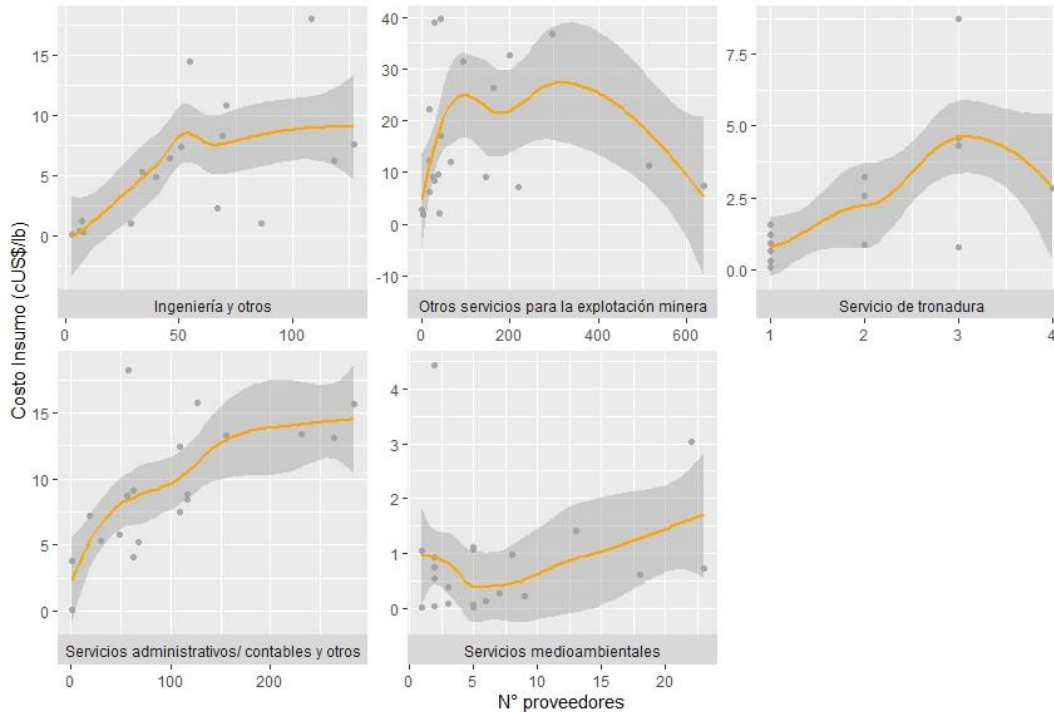 Costo Insumo (cUS$/lb)
15
10
5
0
Ingeniería y otros
0 50 100
40
30
20
10
0
-10
Otros servicios para la explotación minera
0 200 400 600
7.5
5.0
2.5
0.0
Servicio de tronadura
1 2 3 4
15
10
5
0
Servicios administrativos/ contables y otros
0 100 200
4
3
2
1
0
Servicios medioambientales
0 5 10 15 20
N° proveedores